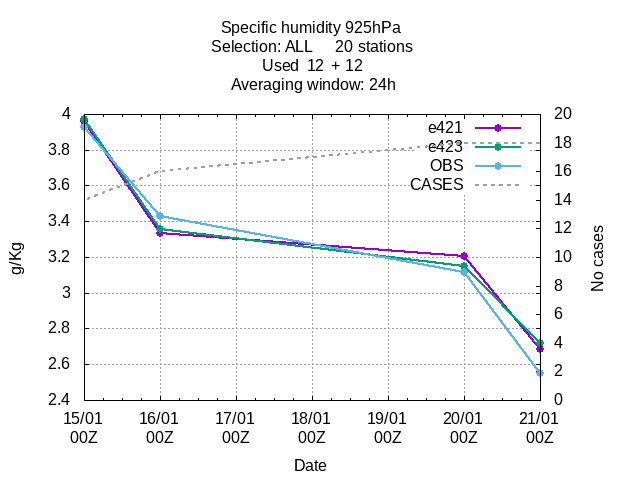 Specific humidity 925hPa
Selection: ALL 20 stations
Used 12 + 12
Averaging window: 24h
g/Kg
No cases
4
3.8
3.6
3.4
3.2
3
2.8
2.6
2.4
20
18
16
14
12
10
8
6
4
2
0
e421
e423
OBS
CASES
15/01 16/01 17/01 18/01 19/01 20/01 21/01
00Z 00Z 00Z 00Z 00Z 00Z 00Z
Date